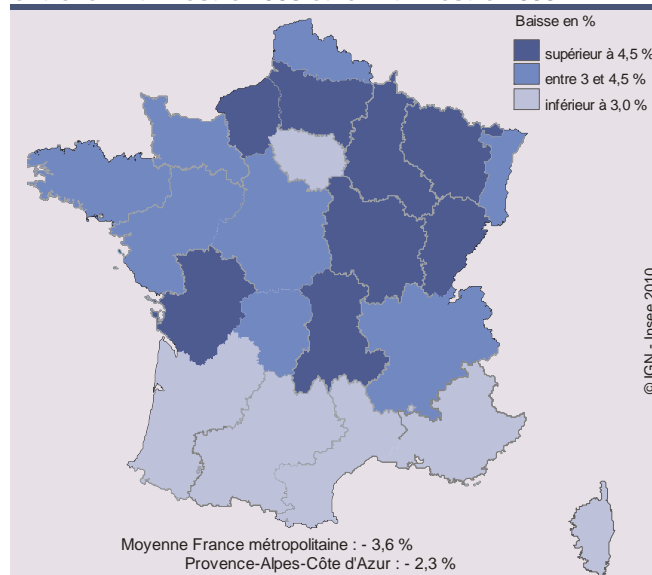 Baisse en %
supérieur à 4,5 %
entre 3 et 4,5 %
inférieur à 3,0 %
© IGN - Insee 2010
Moyenne France métropolitaine : - 3,6 %
Provence-Alpes-Côte d'Azur : - 2,3 %